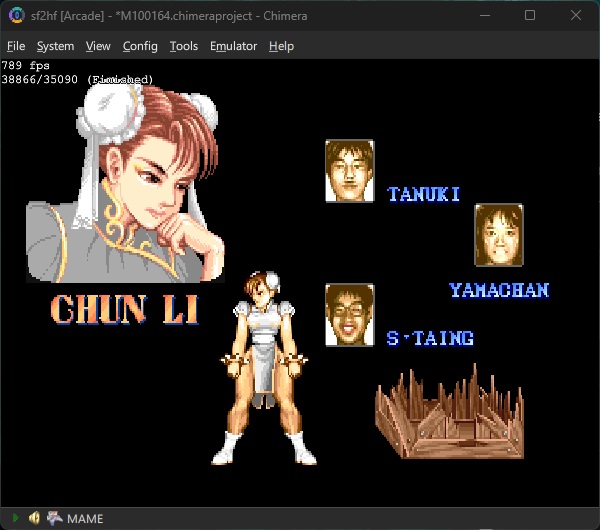 sf2hf [Arcade] - *M100164.chimeraproject - Chimera
File System View Config Tools Emulator Help
789 fps
38866/35090 (Finished)
TANUKI
YAMACHAN
CHUN LI
S-TAING
MAME